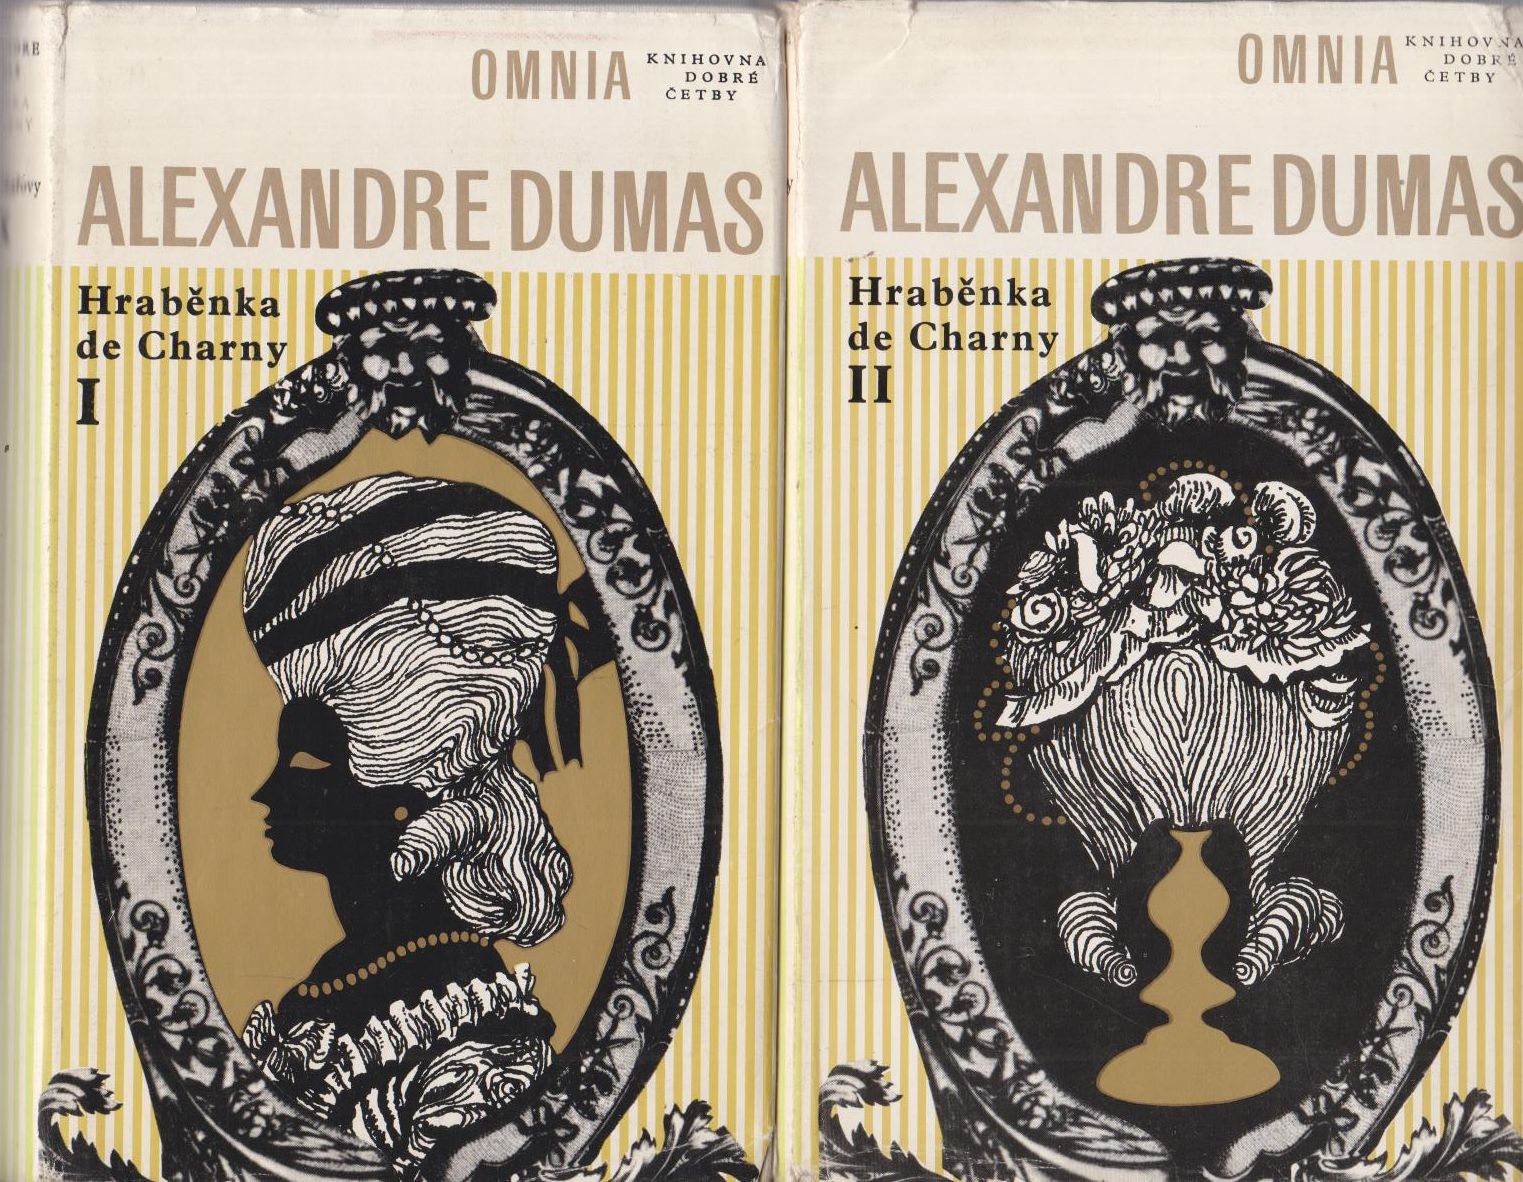 OMNIA
KNIHOVNA
DOBRÉ
ČETBY
ALEXANDRE DUMAS
Hraběnka
de Charny
I
OMNIA
KNIHOVNA
DOBRÉ
ČETBY
ALEXANDRE DUMAS
Hraběnka
de Charny
II